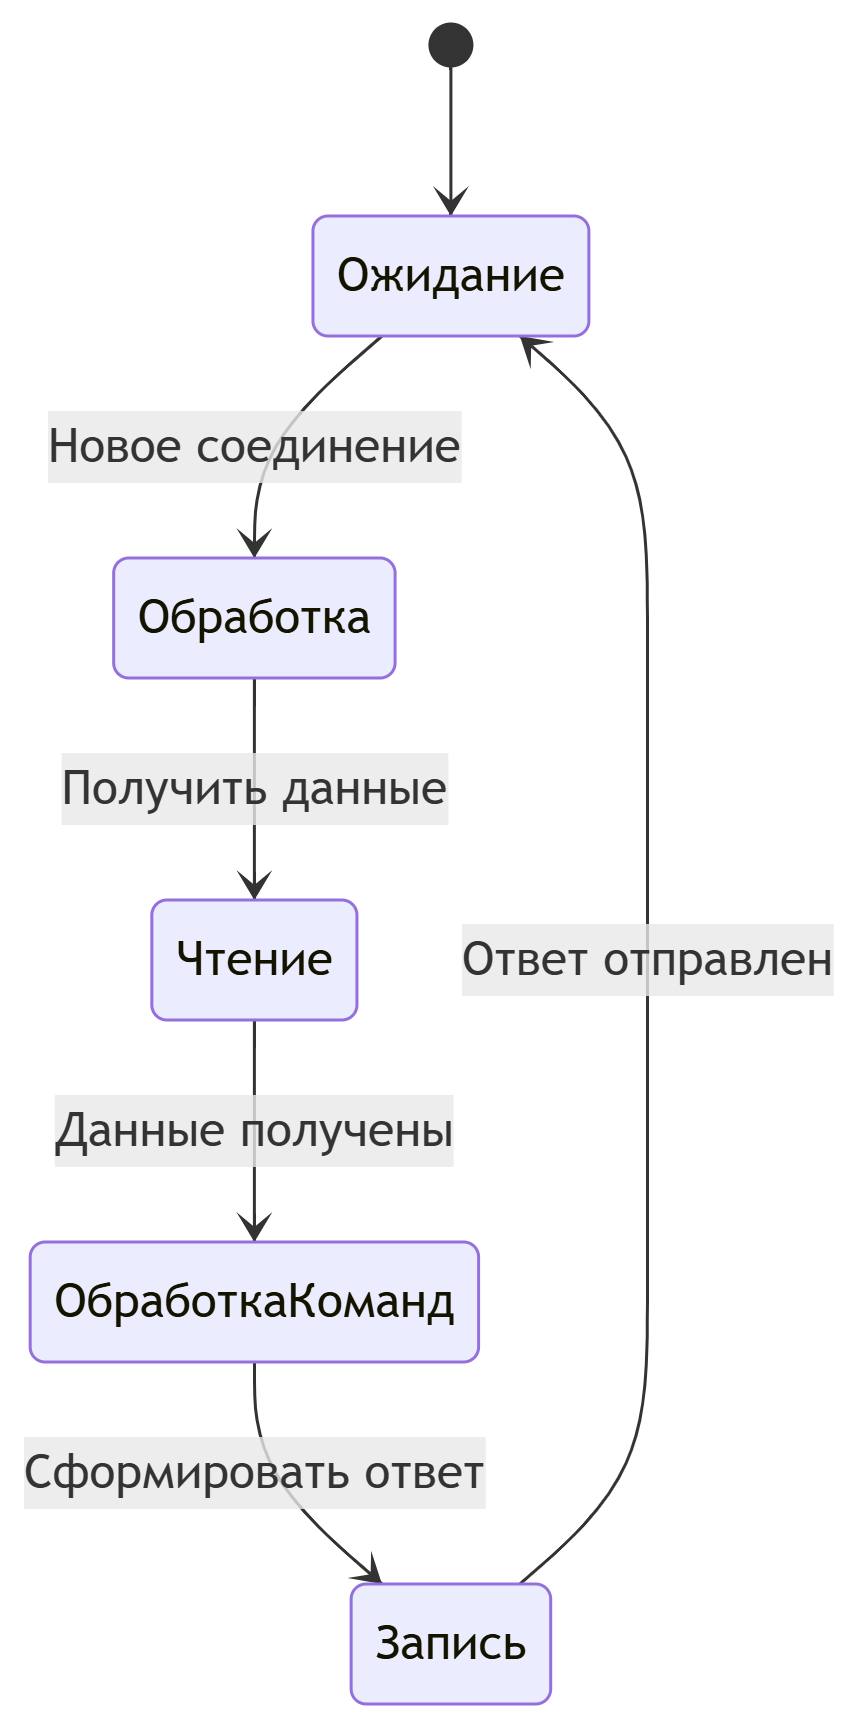 Ожидание
Новое соединение
Обработка
Получить данные
Чтение
Ответ отправлен
Данные получены
ОбработкаКоманд
Сформировать ответ
Запись